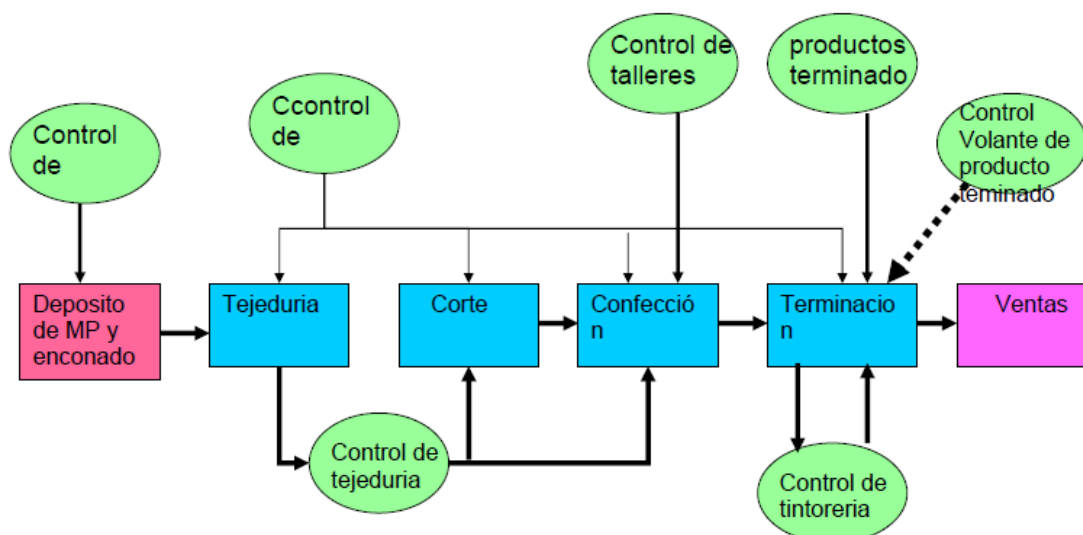 Control de
talleres
productos
terminado
Ccontrol
de
Control
Volante de
producto
teminado
Control
de
Deposito
de MP y
enconado
Tejeduria
Corte
Confecció
n
Terminacio
n
Ventas
Control de
tejeduria
Control de
tintoreria